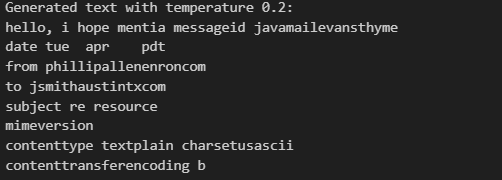 Generated text with temperature 0.2:
hello, i hope mentia messageid javamailevansthyme
date tue  apr    pdt
from phillipallenenroncom
to jsmithaustintxcom
subject re resource
mimeversion
contenttype textplain charsetusascii
contenttransferencoding b